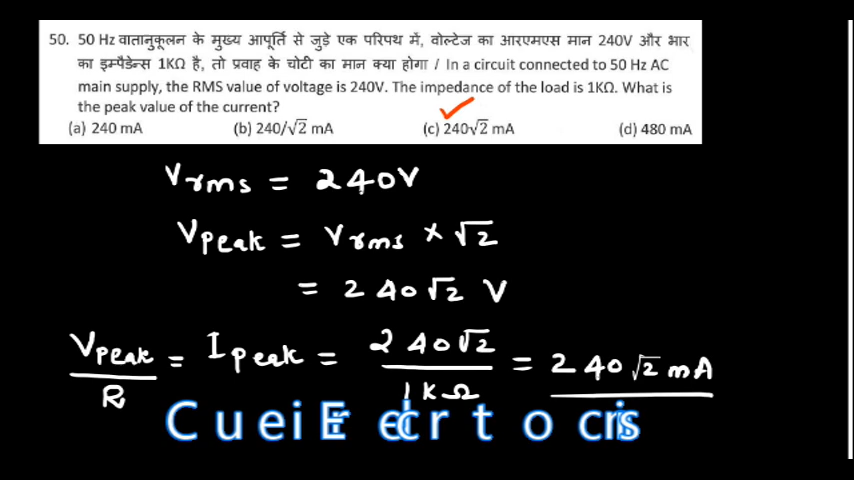 50. 50 Hz वातानुकूलन के मुख्य आपूर्ति से जुड़े एक परिपथ में, वोल्टेज का आरएमएस मान 240V और भार
का इम्पैडेन्स 1KΩ है, तो प्रवाह के चोटी का मान क्या होगा / In a circuit connected to 50 Hz AC
main supply, the RMS value of voltage is 240V. The impedance of the load is 1KΩ. What is
the peak value of the current?
(a) 240 mA (b) 240/√2 mA (c) 240√2 mA (d) 480 mA
Vrms = 240V
Vpeak = Vrms × √2
= 240√2 V
Vpeak/R = Ipeak = 240√2/1KΩ = 240√2 mA